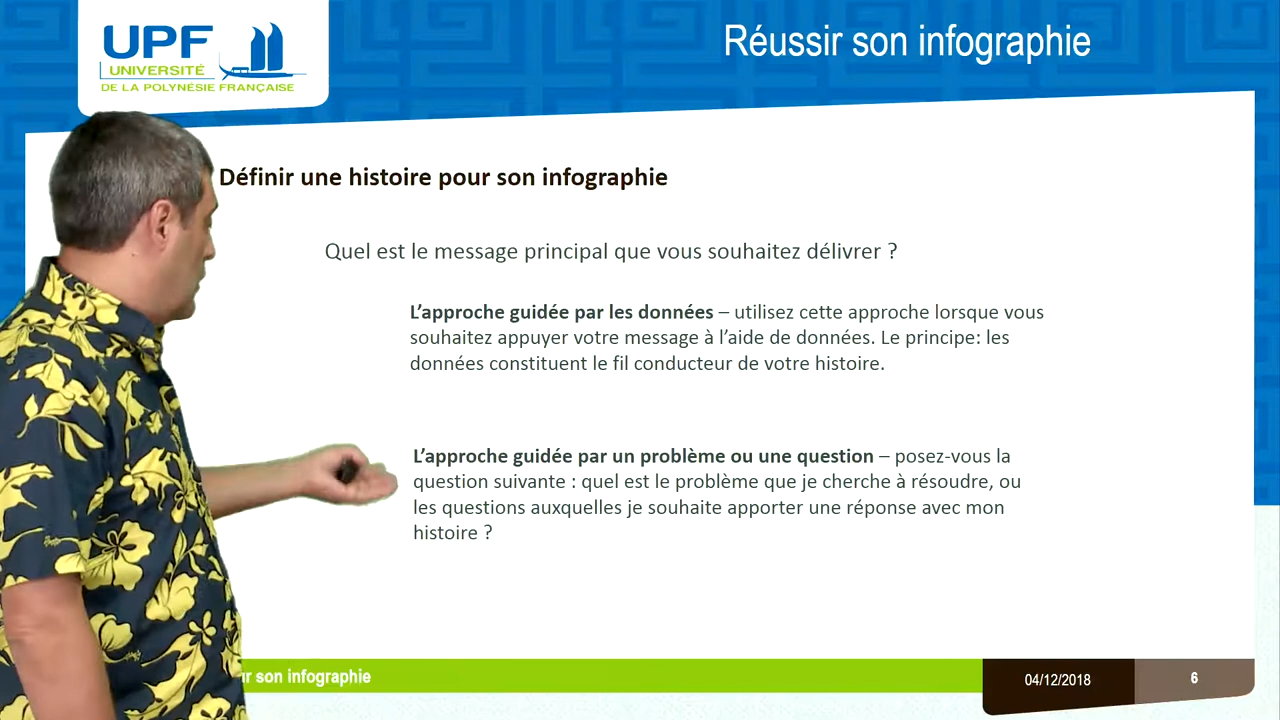 UPF
UNIVERSITÉ
DE LA POLYNÉSIE FRANÇAISE
Réussir son infographie
Définir une histoire pour son infographie
Quel est le message principal que vous souhaitez délivrer ?
L’approche guidée par les données – utilisez cette approche lorsque vous
souhaitez appuyer votre message à l’aide de données. Le principe: les
données constituent le fil conducteur de votre histoire.
L’approche guidée par un problème ou une question – posez-vous la
question suivante : quel est le problème que je cherche à résoudre, ou
les questions auxquelles je souhaite apporter une réponse avec mon
histoire ?
son infographie
04/12/2018
6